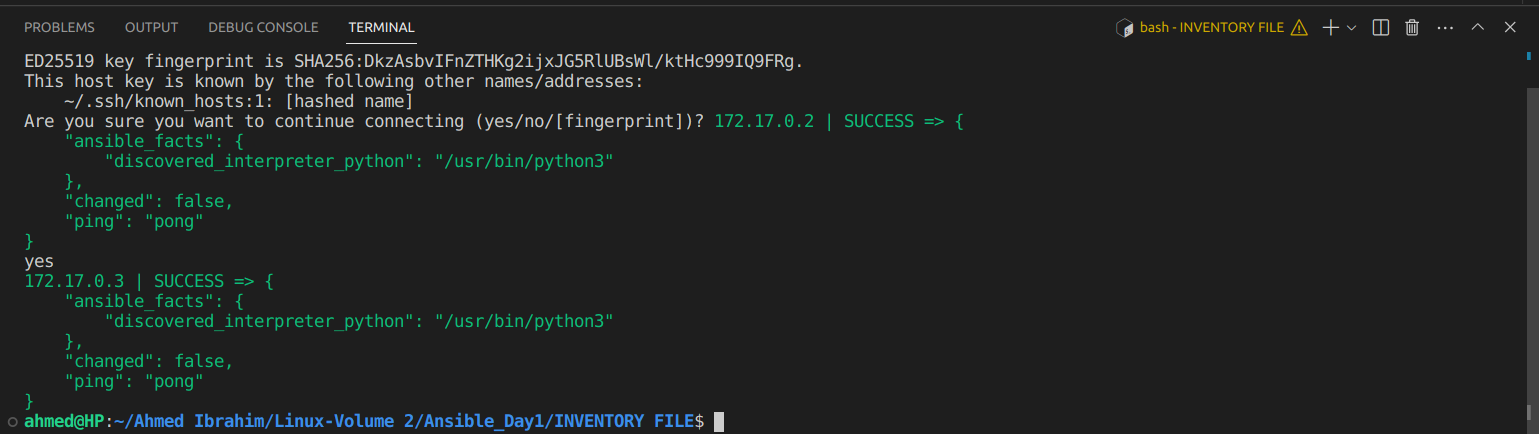 PROBLEMS OUTPUT DEBUG CONSOLE TERMINAL bash - INVENTORY FILE
ED25519 key fingerprint is SHA256:DkzAsbvIFnZTHKg2ijxJG5RlUBsWl/ktHc999IQ9FRg.
This host key is known by the following other names/addresses:
    ~/.ssh/known_hosts:1: [hashed name]
Are you sure you want to continue connecting (yes/no/[fingerprint])? 172.17.0.2 | SUCCESS => {
    "ansible_facts": {
        "discovered_interpreter_python": "/usr/bin/python3"
    },
    "changed": false,
    "ping": "pong"
}
yes
172.17.0.3 | SUCCESS => {
    "ansible_facts": {
        "discovered_interpreter_python": "/usr/bin/python3"
    },
    "changed": false,
    "ping": "pong"
}
ahmed@HP:~/Ahmed Ibrahim/Linux-Volume 2/Ansible_Day1/INVENTORY FILE$